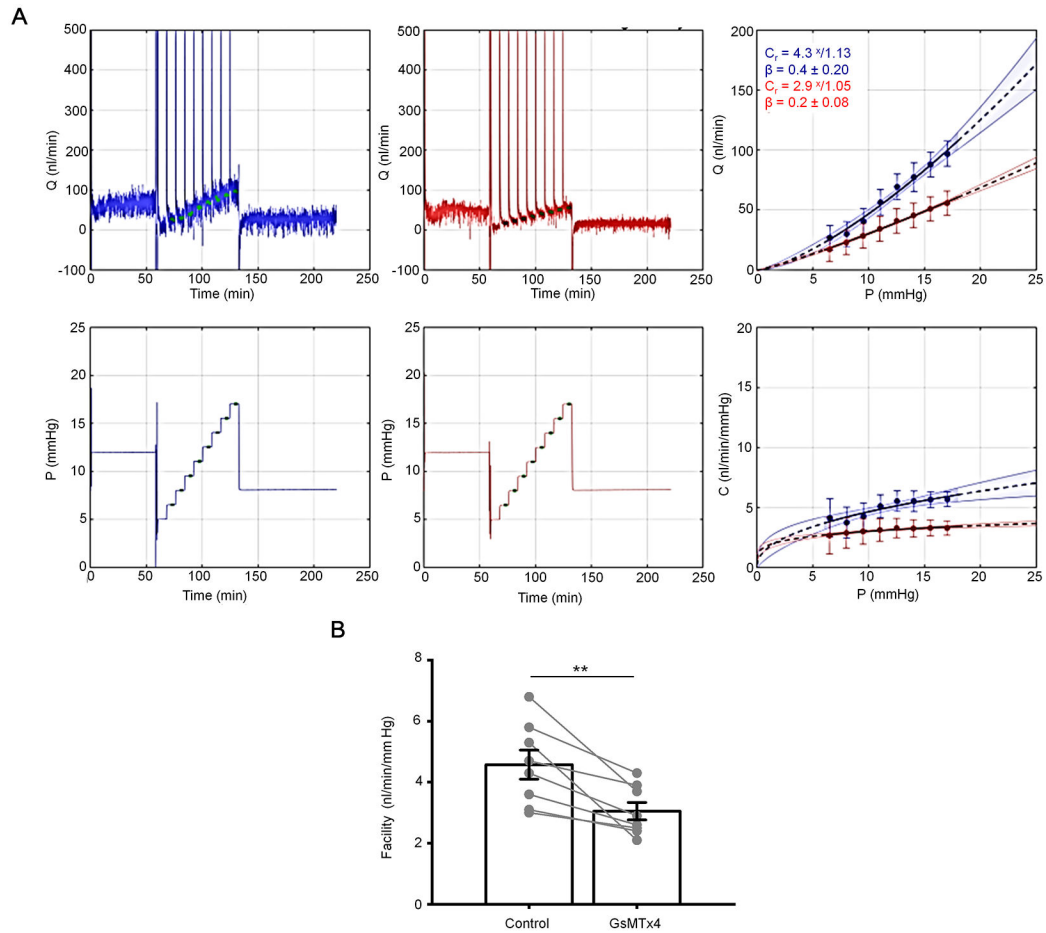 A
500
400
300
200
100
0
-100
Q (nl/min)
0 50 100 150 200 250
Time (min)
500
400
300
200
100
0
-100
Q (nl/min)
0 50 100 150 200 250
Time (min)
200
150
100
50
0
Q (nl/min)
Cr = 4.3 ˣ/1.13
β = 0.4 ± 0.20
Cr = 2.9 ˣ/1.05
β = 0.2 ± 0.08
0 5 10 15 20 25
P (mmHg)
25
20
15
10
5
0
P (mmHg)
0 50 100 150 200 250
Time (min)
25
20
15
10
5
0
P (mmHg)
0 50 100 150 200 250
Time (min)
20
15
10
5
0
C (nl/min/mmHg)
0 5 10 15 20 25
P (mmHg)
B
8
6
4
2
0
Facility (nl/min/mm Hg)
**
Control GsMTx4